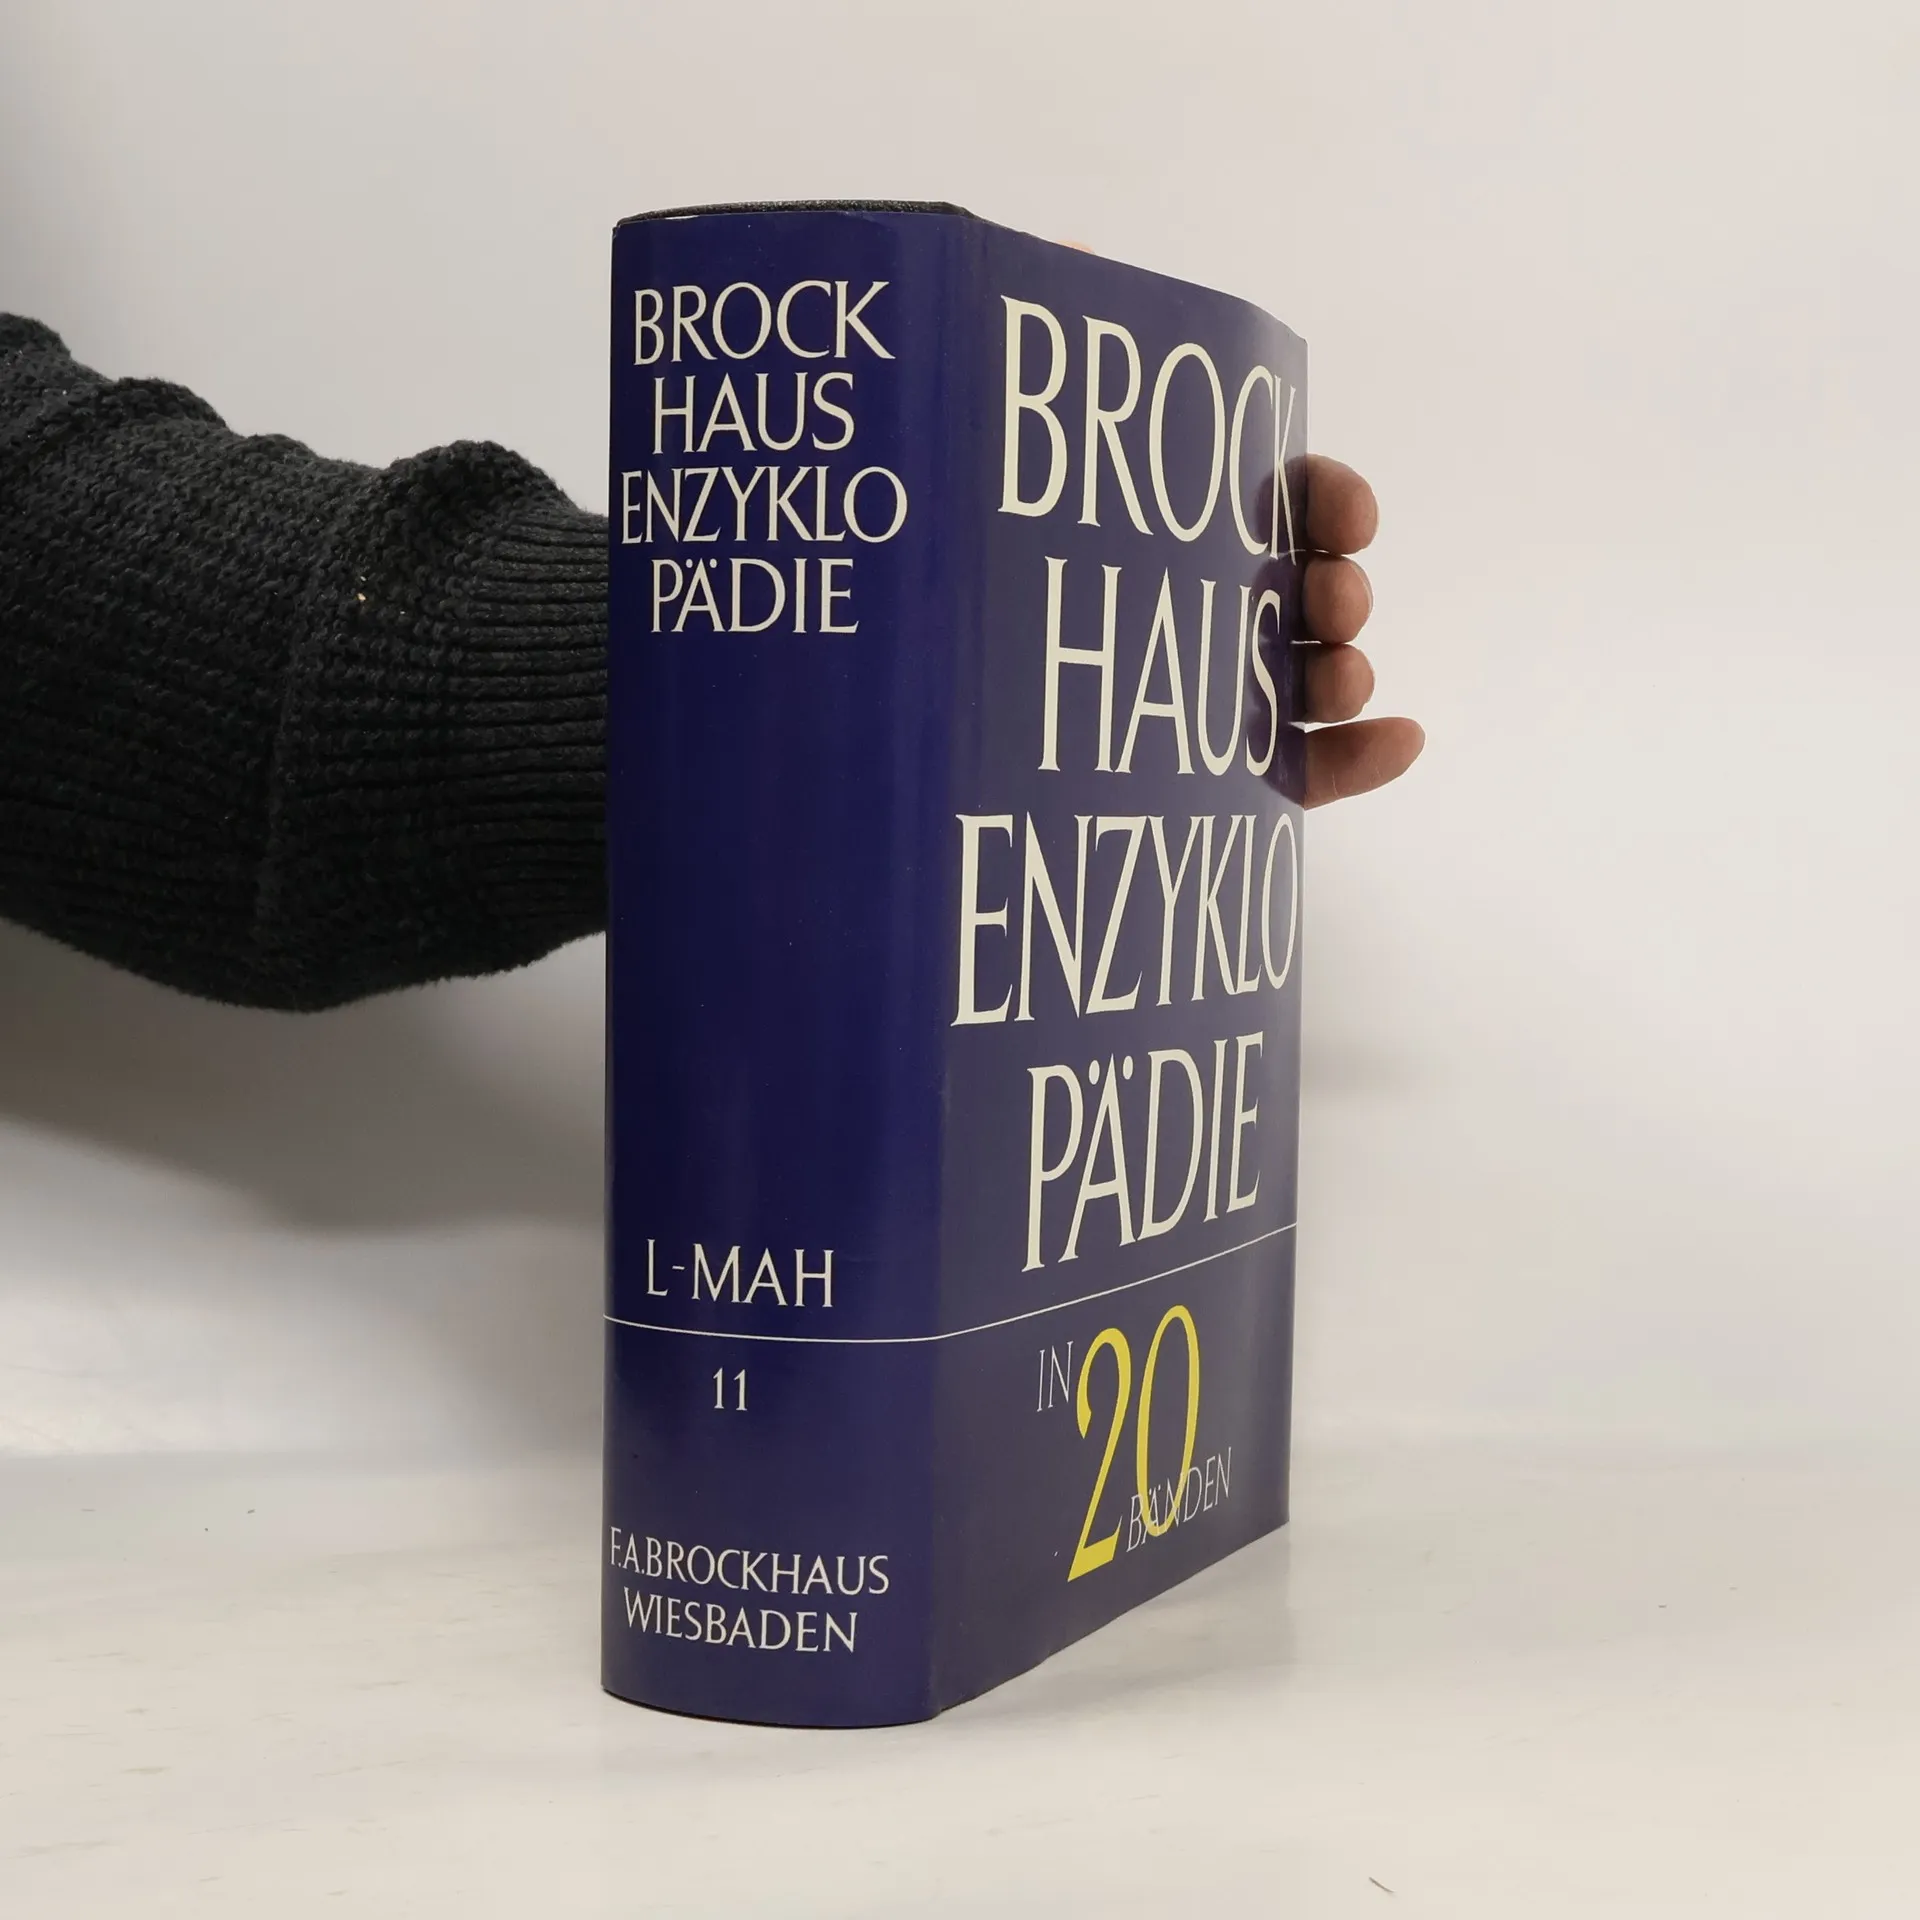 BROCK
HAUS
ENZYKLO
PÄDIE
L-MAH
11
F.A.BROCKHAUS
WIESBADEN
BROCK
HAUS
ENZYKLO
PÄDIE
IN 20
BÄNDEN